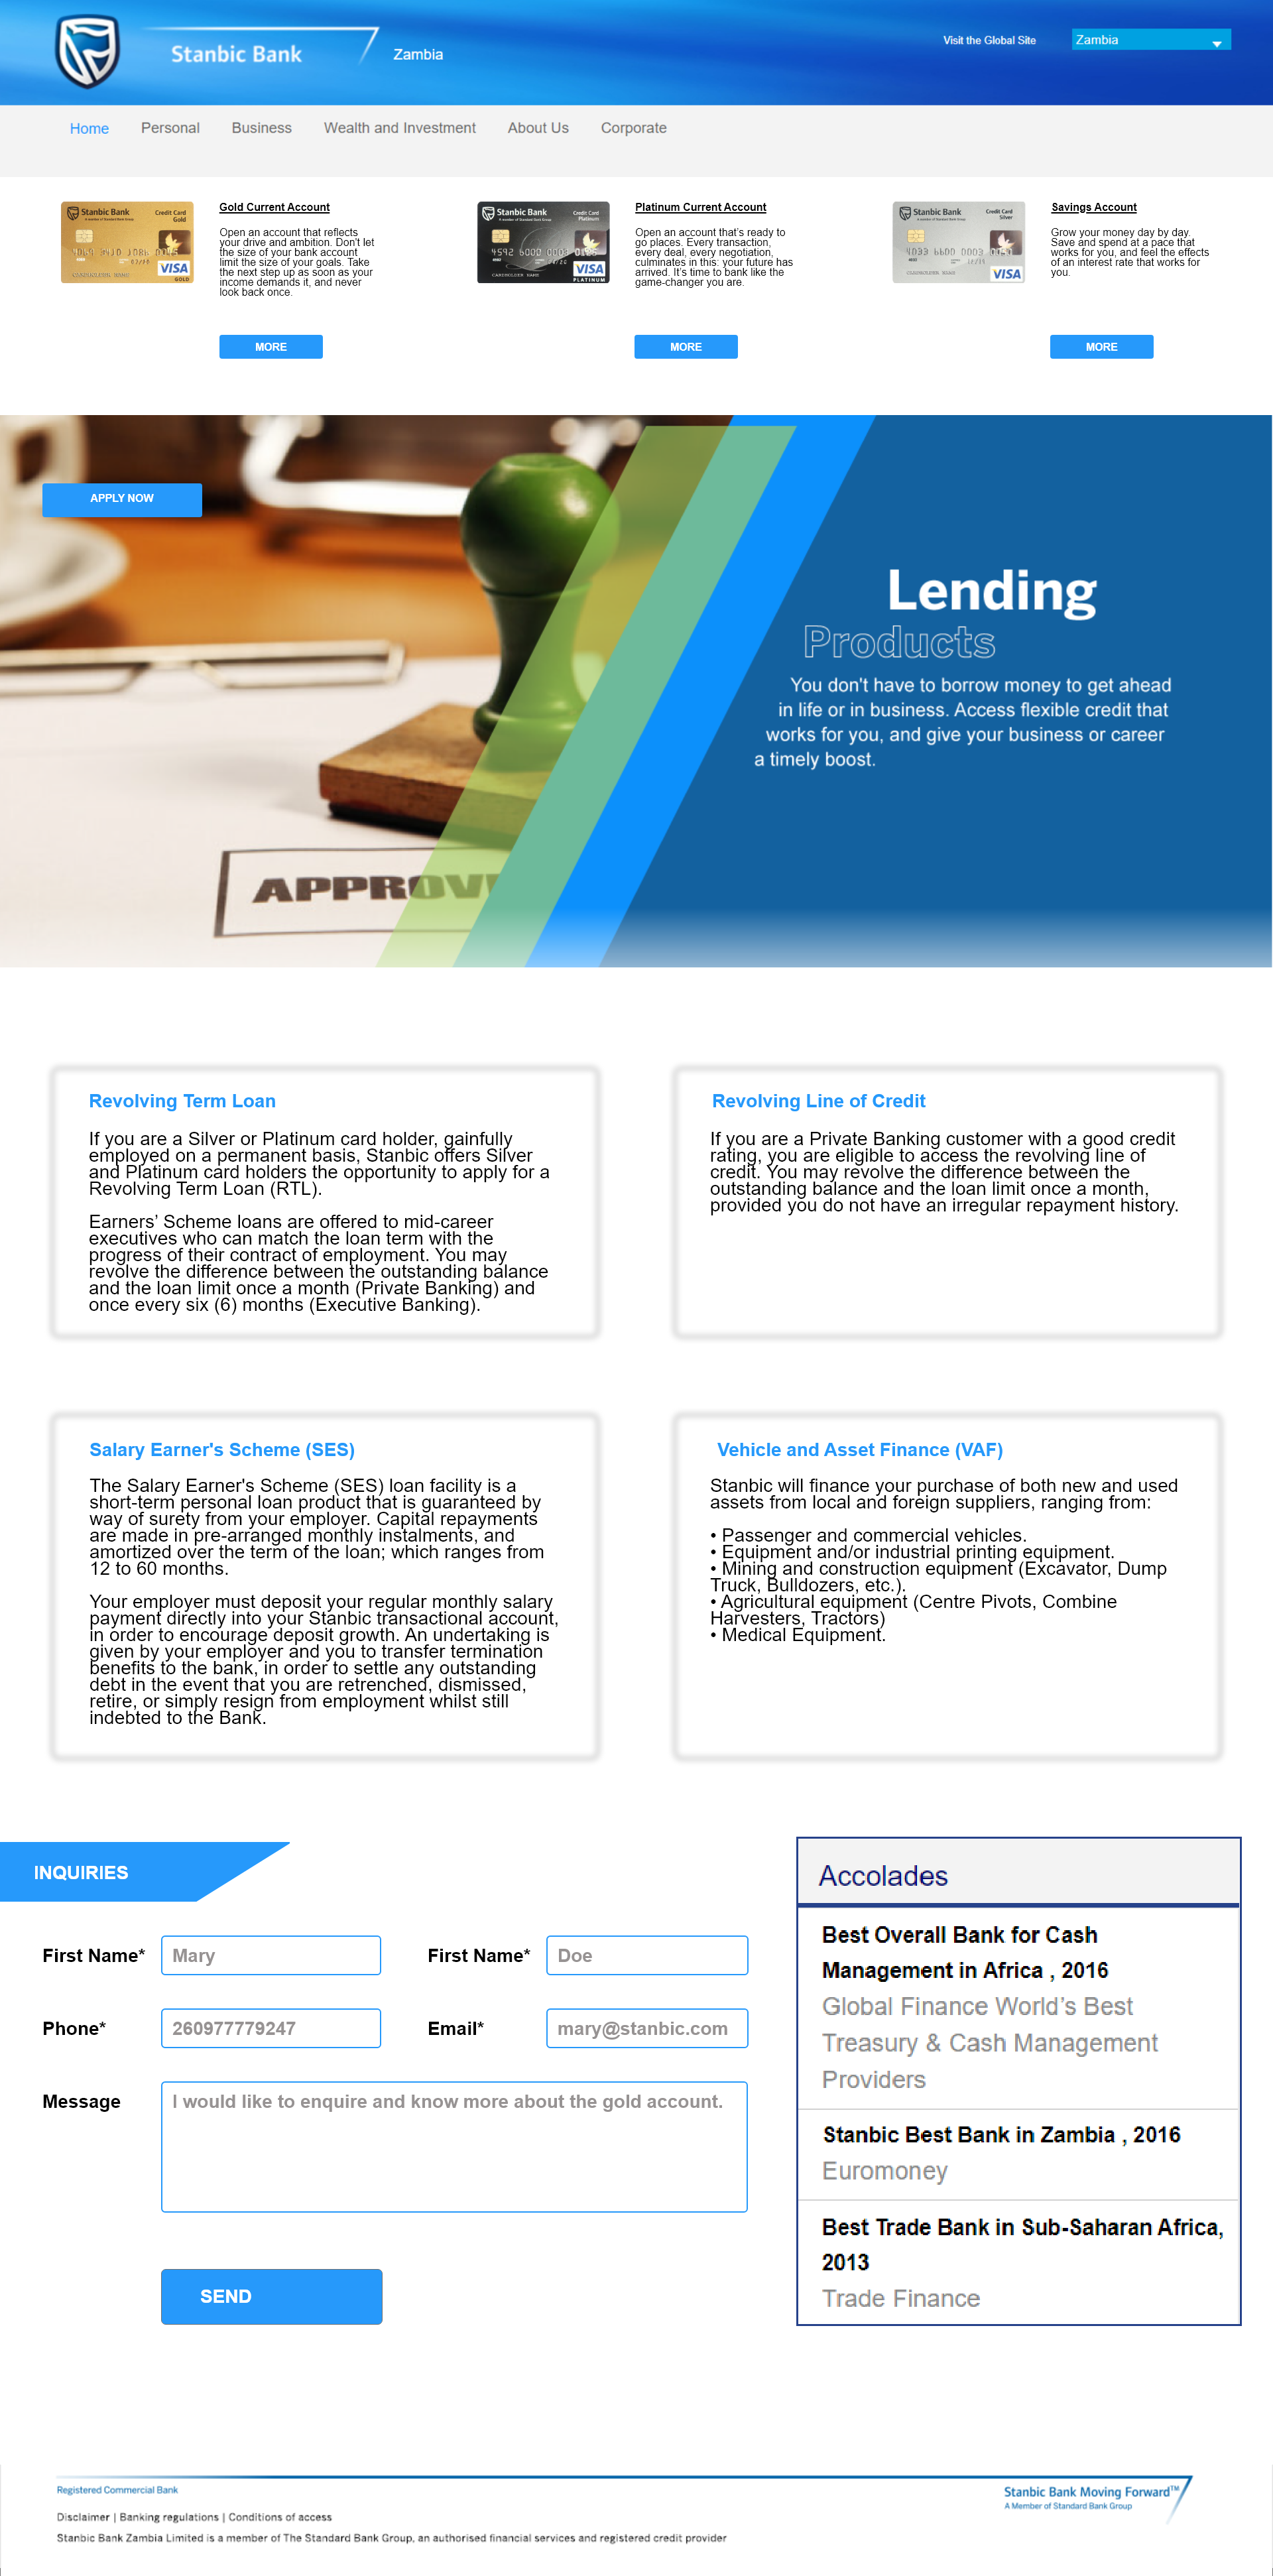 Stanbic Bank
Zambia
Visit the Global Site
Zambia
Home
Personal
Business
Wealth and Investment
About Us
Corporate
Stanbic Bank
A member of Standard Bank Group
Credit Card
Gold
VISA
GOLD
Gold Current Account
Open an account that reflects
your drive and ambition. Don’t let
the size of your bank account
limit the size of your goals. Take
the next step up as soon as your
income demands it, and never
look back once.
MORE
Stanbic Bank
A member of Standard Bank Group
Credit Card
Platinum
4592
CARDHOLDER NAME
VISA
PLATINUM
Platinum Current Account
Open an account that’s ready to
go places. Every transaction,
every deal, every negotiation,
culminates in this: your future has
arrived. It’s time to bank like the
game-changer you are.
MORE
Stanbic Bank
A member of Standard Bank Group
Credit Card
Silver
CARDHOLDER NAME
VISA
Savings Account
Grow your money day by day.
Save and spend at a pace that
works for you, and feel the effects
of an interest rate that works for
you.
MORE
APPLY NOW
APPROV
Lending
Products
You don't have to borrow money to get ahead
in life or in business. Access flexible credit that
works for you, and give your business or career
a timely boost.
Revolving Term Loan
If you are a Silver or Platinum card holder, gainfully
employed on a permanent basis, Stanbic offers Silver
and Platinum card holders the opportunity to apply for a
Revolving Term Loan (RTL).
Earners’ Scheme loans are offered to mid-career
executives who can match the loan term with the
progress of their contract of employment. You may
revolve the difference between the outstanding balance
and the loan limit once a month (Private Banking) and
once every six (6) months (Executive Banking).
Revolving Line of Credit
If you are a Private Banking customer with a good credit
rating, you are eligible to access the revolving line of
credit. You may revolve the difference between the
outstanding balance and the loan limit once a month,
provided you do not have an irregular repayment history.
Salary Earner's Scheme (SES)
The Salary Earner's Scheme (SES) loan facility is a
short-term personal loan product that is guaranteed by
way of surety from your employer. Capital repayments
are made in pre-arranged monthly instalments, and
amortized over the term of the loan; which ranges from
12 to 60 months.
Your employer must deposit your regular monthly salary
payment directly into your Stanbic transactional account,
in order to encourage deposit growth. An undertaking is
given by your employer and you to transfer termination
benefits to the bank, in order to settle any outstanding
debt in the event that you are retrenched, dismissed,
retire, or simply resign from employment whilst still
indebted to the Bank.
Vehicle and Asset Finance (VAF)
Stanbic will finance your purchase of both new and used
assets from local and foreign suppliers, ranging from:
• Passenger and commercial vehicles.
• Equipment and/or industrial printing equipment.
• Mining and construction equipment (Excavator, Dump
Truck, Bulldozers, etc.).
• Agricultural equipment (Centre Pivots, Combine
Harvesters, Tractors)
• Medical Equipment.
INQUIRIES
First Name*
Mary
First Name*
Doe
Phone*
260977779247
Email*
mary@stanbic.com
Message
I would like to enquire and know more about the gold account.
SEND
Accolades
Best Overall Bank for Cash
Management in Africa , 2016
Global Finance World’s Best
Treasury & Cash Management
Providers
Stanbic Best Bank in Zambia , 2016
Euromoney
Best Trade Bank in Sub-Saharan Africa,
2013
Trade Finance
Registered Commercial Bank
Disclaimer | Banking regulations | Conditions of access
Stanbic Bank Zambia Limited is a member of The Standard Bank Group, an authorised financial services and registered credit provider
Stanbic Bank Moving Forward™
A Member of Standard Bank Group